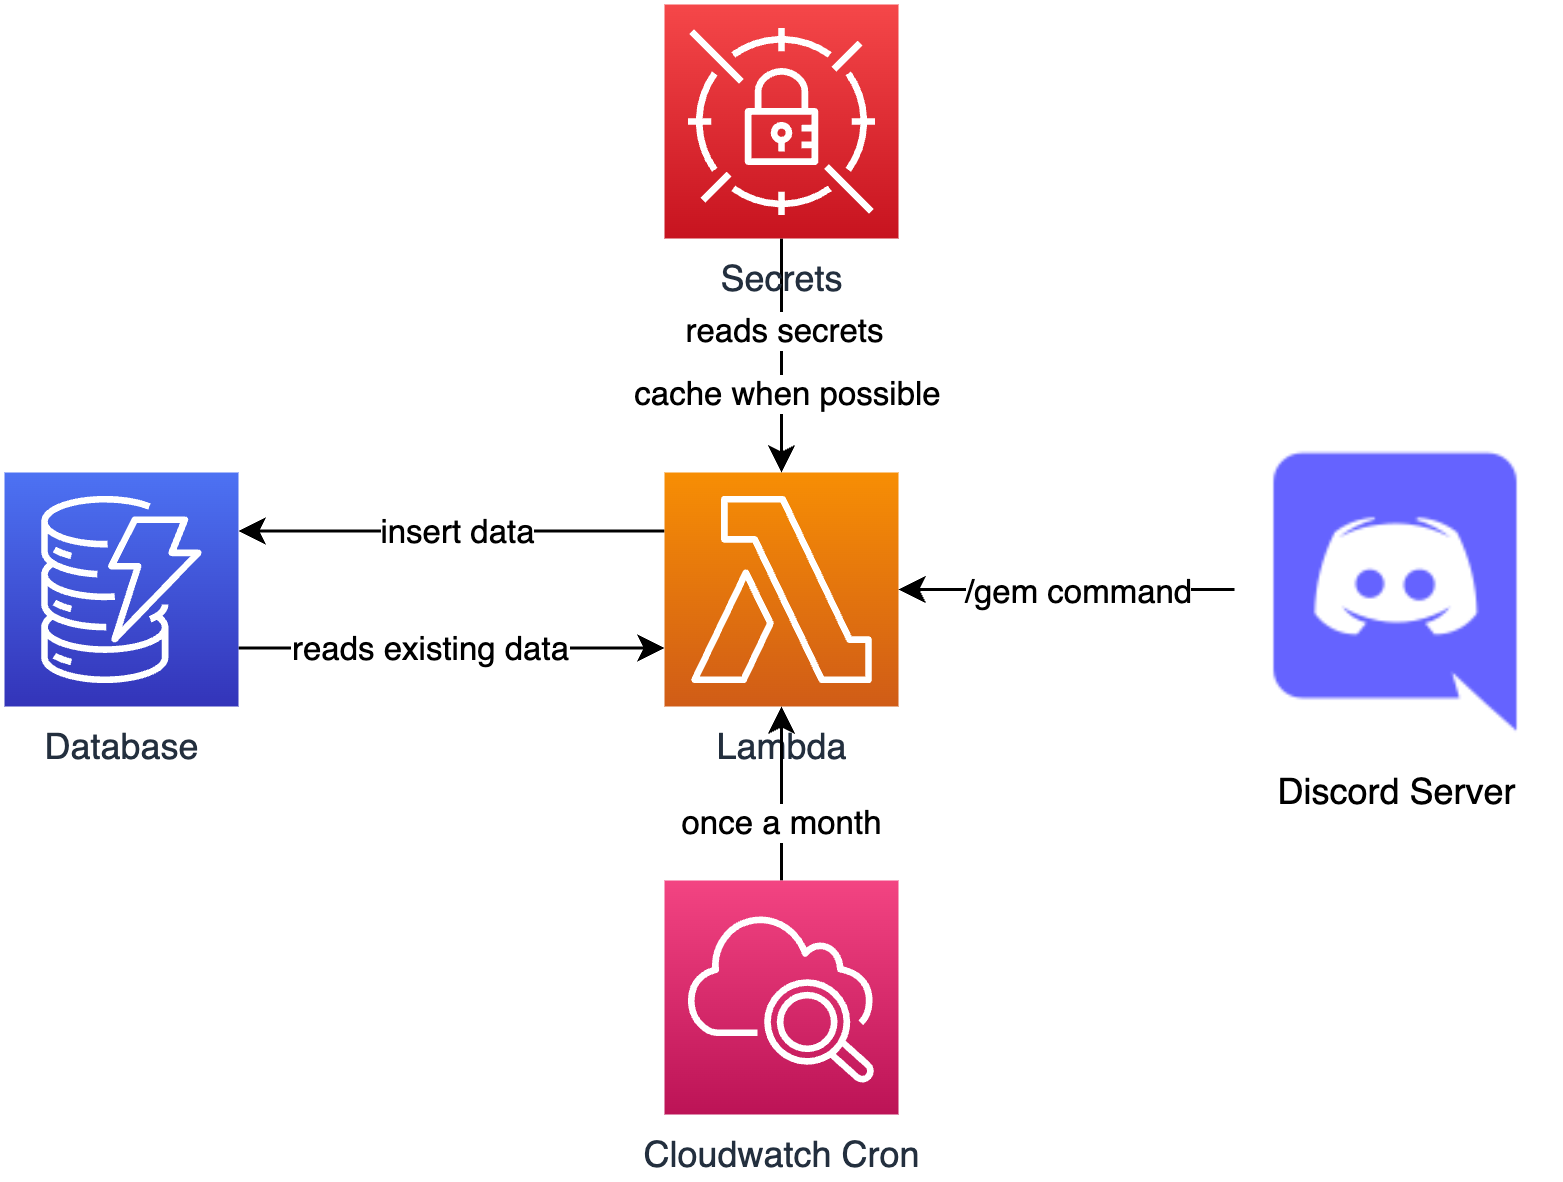 Secrets
reads secrets
cache when possible
insert data
/gem command
reads existing data
Database
Lambda
Discord Server
once a month
Cloudwatch Cron